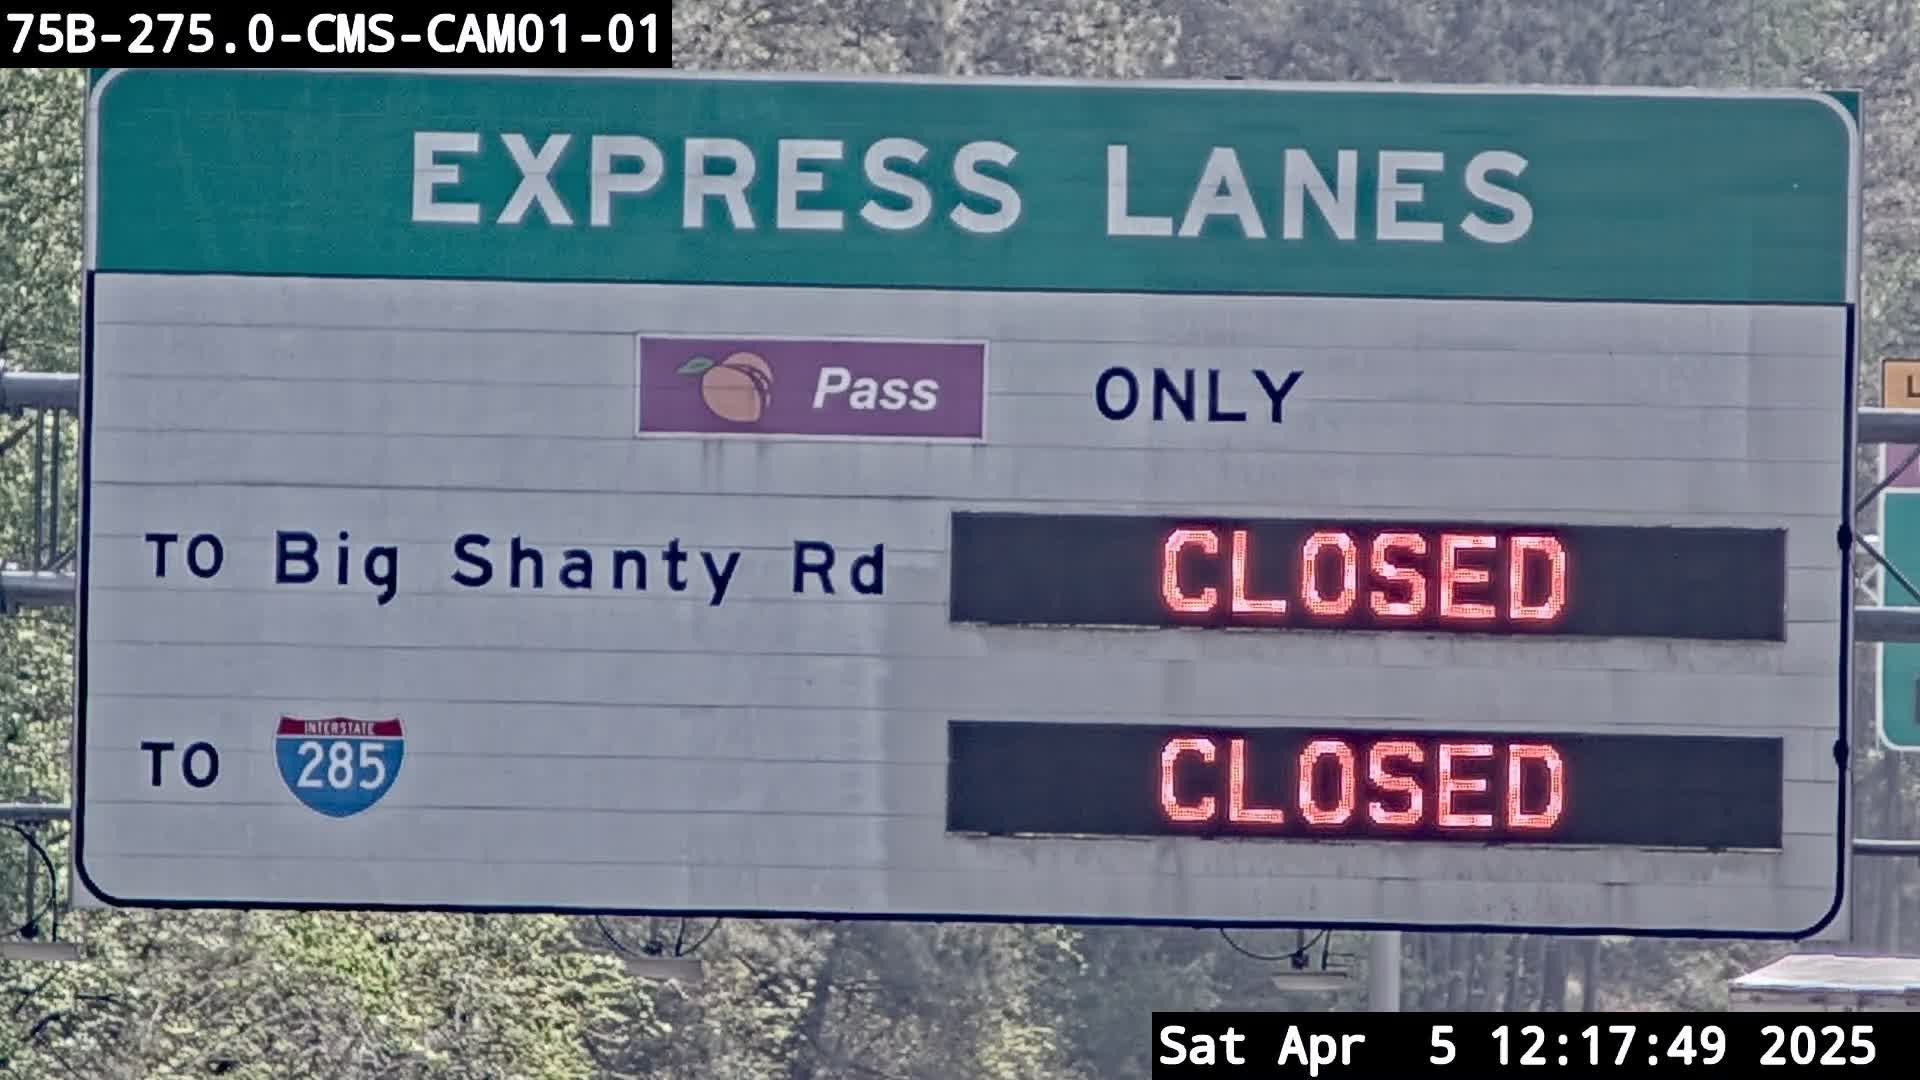 75B-275.0-CMS-CAM01-01
EXPRESS LANES
Pass ONLY
TO Big Shanty Rd CLOSED
INTERSTATE
TO 285 CLOSED
Sat Apr 5 12:17:49 2025